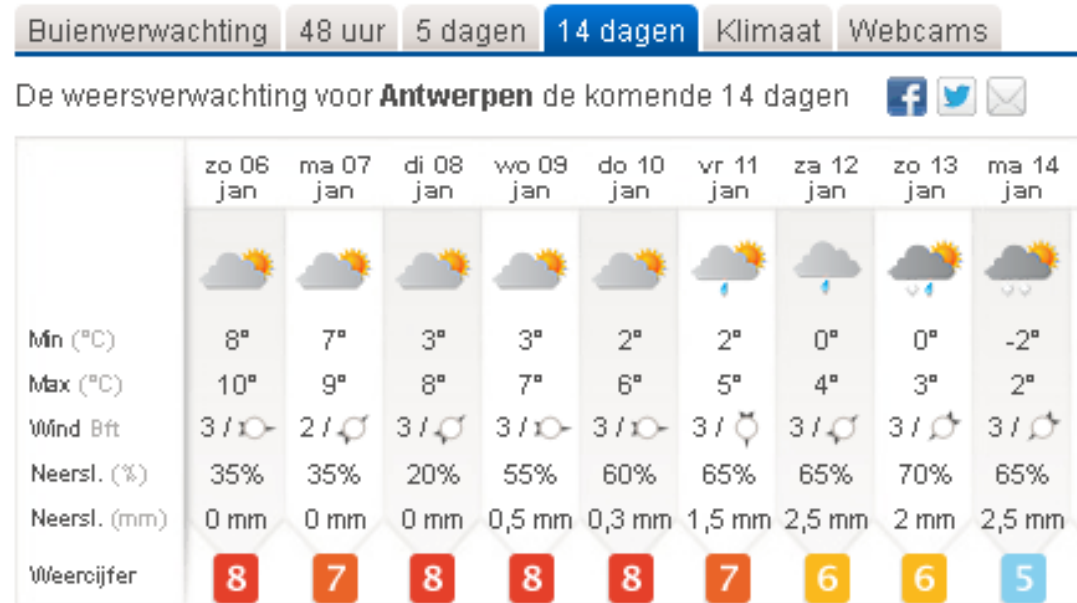 Buienverwachting 48 uur 5 dagen 14 dagen Klimaat Webcams
De weersverwachting voor Antwerpen de komende 14 dagen
zo 06 ma 07 di 08 wo 09 do 10 vr 11 za 12 zo 13 ma 14
jan jan jan jan jan jan jan jan jan
Min (°C) 8° 7° 3° 3° 2° 2° 0° 0° -2°
Max (°C) 10° 9° 8° 7° 6° 5° 4° 3° 2°
Wind Bft 3 / 2 / 3 / 3 / 3 / 3 / 3 / 3 / 3 /
Neersl. (%) 35% 35% 20% 55% 60% 65% 65% 70% 65%
Neersl. (mm) 0 mm 0 mm 0 mm 0,5 mm 0,3 mm 1,5 mm 2,5 mm 2 mm 2,5 mm
Weercijfer 8 7 8 8 8 7 6 6 5